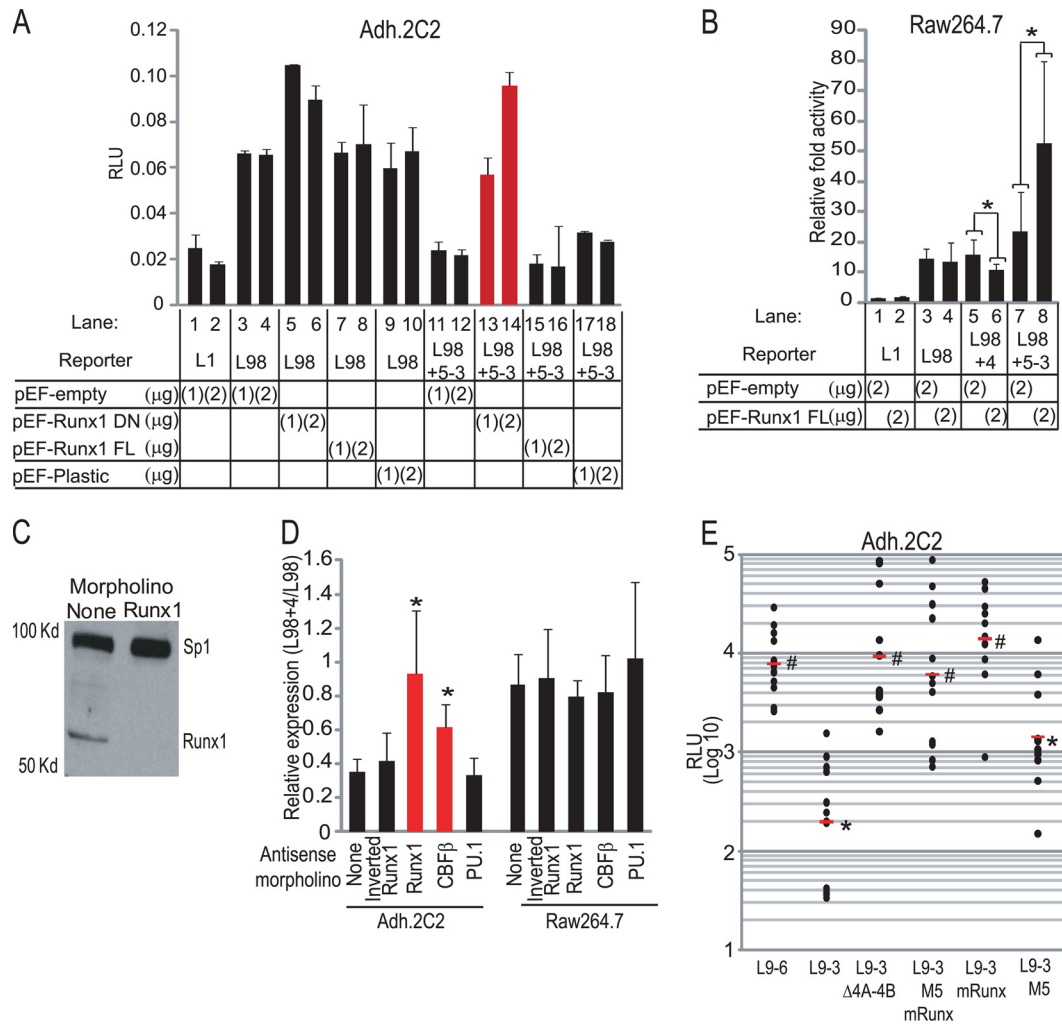 A
Adh.2C2
RLU
0.12
0.10
0.08
0.06
0.04
0.02
0
Lane: 1 2 3 4 5 6 7 8 9 10 11 12 13 14 15 16 17 18
Reporter L1 L98 L98 L98 L98 L98 +5-3 L98 +5-3 L98 +5-3 L98 +5-3
pEF-empty (µg) (1)(2) (1)(2) (1)(2)
pEF-Runx1 DN (µg) (1)(2) (1)(2)
pEF-Runx1 FL (µg) (1)(2) (1)(2)
pEF-Plastic (µg) (1)(2) (1)(2)
B
Raw264.7
Relative fold activity
90
80
70
60
50
40
30
20
10
0
*
*
Lane: 1 2 3 4 5 6 7 8
Reporter L1 L98 L98 +4 L98 +5-3
pEF-empty (µg) (2) (2) (2) (2)
pEF-Runx1 FL(µg) (2) (2) (2) (2)
C
Morpholino
None Runx1
100 Kd
Sp1
Runx1
50 Kd
D
Relative expression (L98+4/L98)
1.6
1.4
1.2
1
0.8
0.6
0.4
0.2
0
*
*
Antisense morpholino
None
Inverted Runx1
Runx1
CBFβ
PU.1
None
Inverted Runx1
Runx1
CBFβ
PU.1
Adh.2C2
Raw264.7
E
Adh.2C2
RLU (Log 10)
5
4
3
2
1
#
*
#
#
#
*
L9-6
L9-3
L9-3 Δ4A-4B
L9-3 M5 mRunx
L9-3 mRunx
L9-3 M5